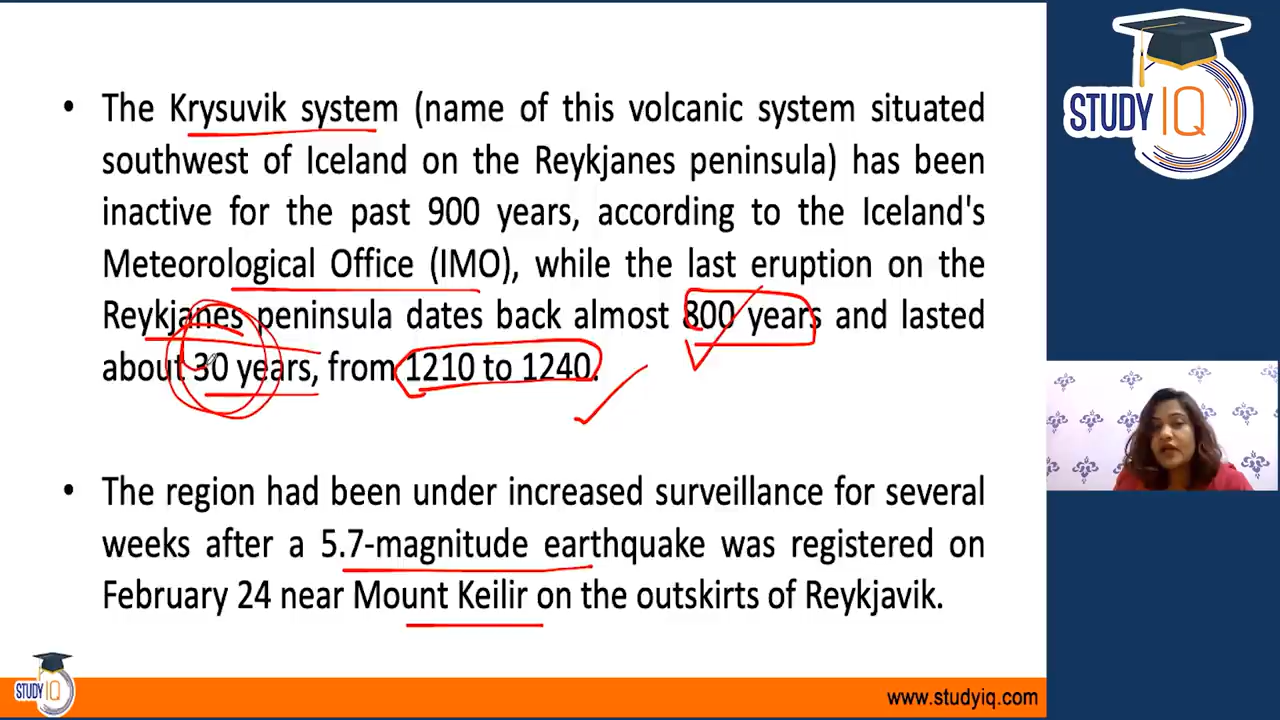 • The Krysuvik system (name of this volcanic system situated
southwest of Iceland on the Reykjanes peninsula) has been
inactive for the past 900 years, according to the Iceland's
Meteorological Office (IMO), while the last eruption on the
Reykjanes peninsula dates back almost 800 years and lasted
about 30 years, from 1210 to 1240.
• The region had been under increased surveillance for several
weeks after a 5.7-magnitude earthquake was registered on
February 24 near Mount Keilir on the outskirts of Reykjavik.
STUDY IQ
STUDY IQ
www.studyiq.com